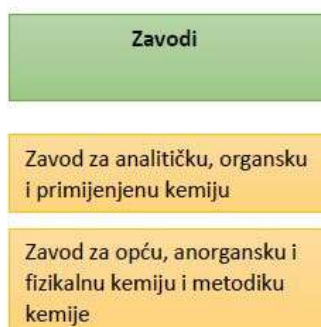 Zavodi
Zavod za analitičku, organsku
i primijenjenu kemiju
Zavod za opću, anorgansku i
fizikalnu kemiju i metodiku
kemije